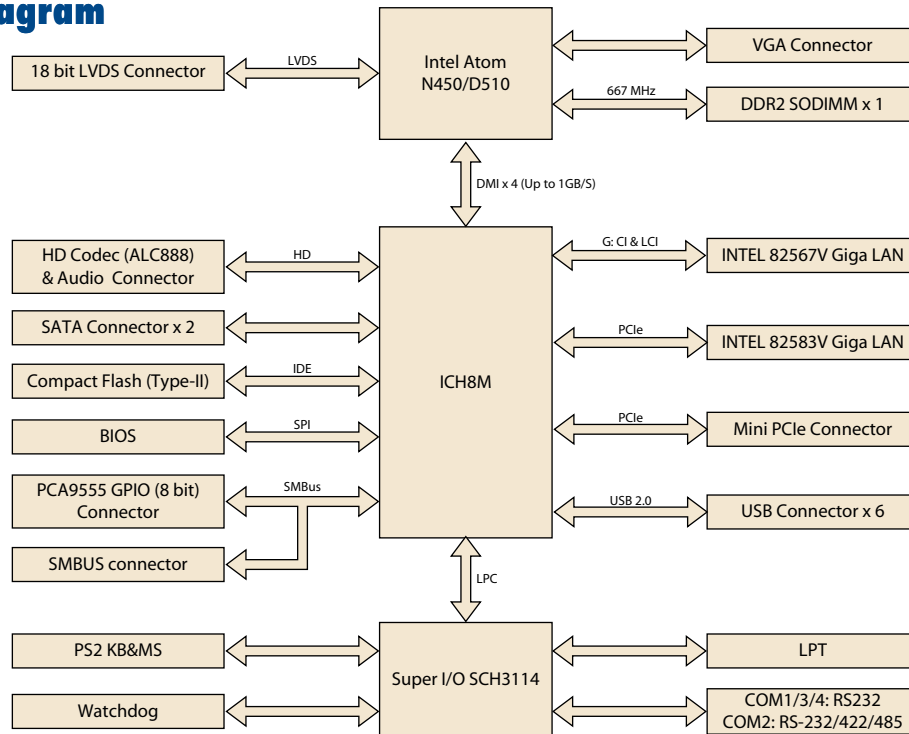 agram
18 bit LVDS Connector
LVDS
Intel Atom
N450/D510
VGA Connector
667 MHz
DDR2 SODIMM x 1
DMI x 4 (Up to 1GB/S)
HD Codec (ALC888)
& Audio Connector
HD
G: CI & LCI
INTEL 82567V Giga LAN
SATA Connector x 2
PCIe
INTEL 82583V Giga LAN
Compact Flash (Type-II)
IDE
ICH8M
BIOS
SPI
PCIe
Mini PCIe Connector
PCA9555 GPIO (8 bit)
Connector
SMBus
USB 2.0
USB Connector x 6
SMBUS connector
LPC
PS2 KB&MS
Super I/O SCH3114
LPT
Watchdog
COM1/3/4: RS232
COM2: RS-232/422/485